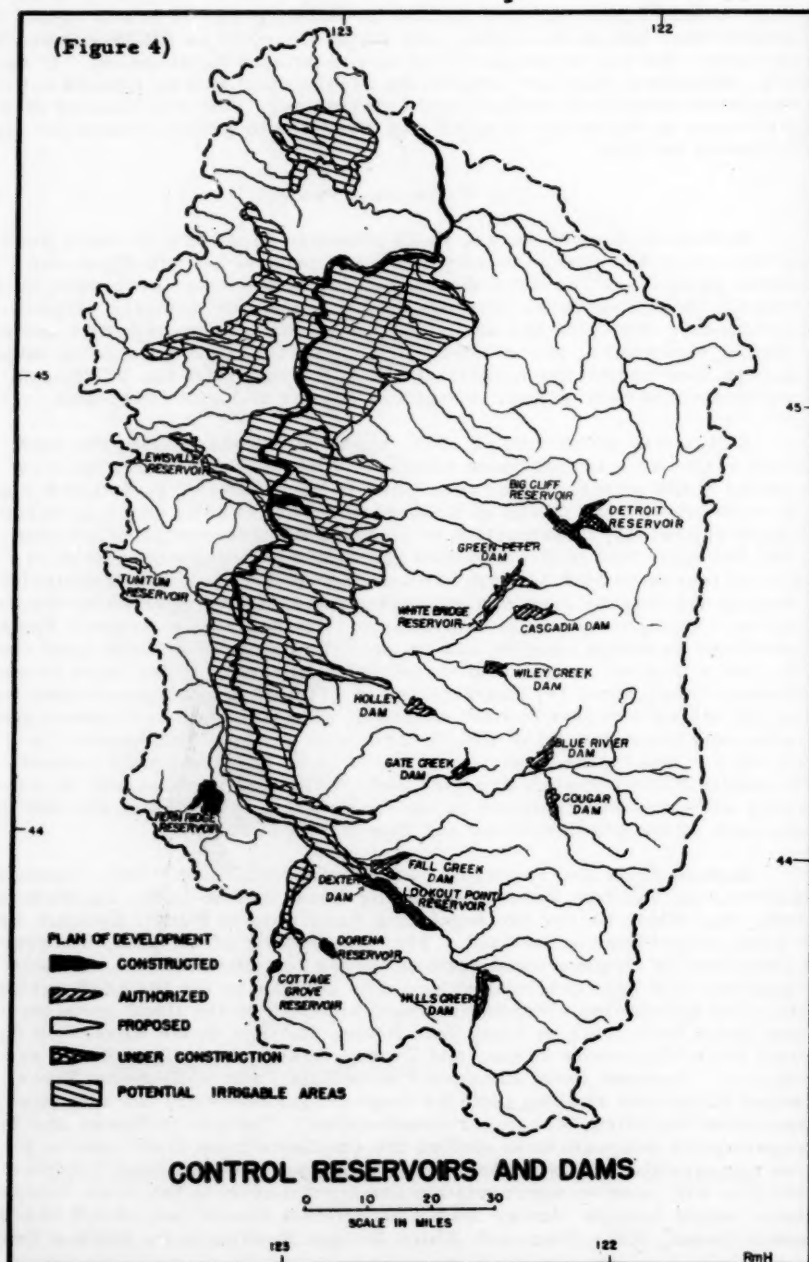 (Figure 4)
123
122
45
45
LEWISVILLE
RESERVOIR
BIG CLIFF
RESERVOIR
DETROIT
RESERVOIR
GREEN PETER
DAM
TUMTUM
RESERVOIR
WHITE BRIDGE
RESERVOIR
CASCADIA DAM
WILEY CREEK
DAM
HOLLEY
DAM
BLUE RIVER
DAM
GATE CREEK
DAM
COUGAR
DAM
FERN RIDGE
RESERVOIR
44
44
FALL CREEK
DAM
DEXTER
DAM
LOOKOUT POINT
RESERVOIR
DORENA
RESERVOIR
COTTAGE
GROVE
RESERVOIR
HILLS CREEK
DAM
PLAN OF DEVELOPMENT
CONSTRUCTED
AUTHORIZED
PROPOSED
UNDER CONSTRUCTION
POTENTIAL IRRIGABLE AREAS
CONTROL RESERVOIRS AND DAMS
0 10 20 30
SCALE IN MILES
123
122
RmH